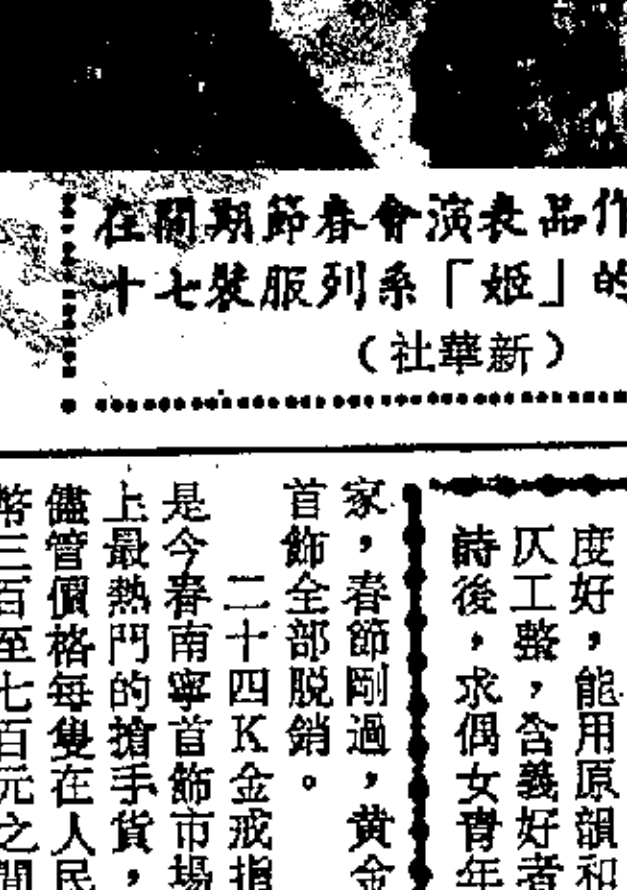 作品表演會春節期間在
的「姬」系列服裝七十
（新華社）
度好，能用原韻和
仄工整，含義好者
詩後，求偶女青年
家，春節剛過，黃金
首飾全部脱銷。
二十四K金戒指
是今春南寧首飾市場
上最熱門的搶手貨，
儘管價格每隻在人民
幣三百至七百元之間